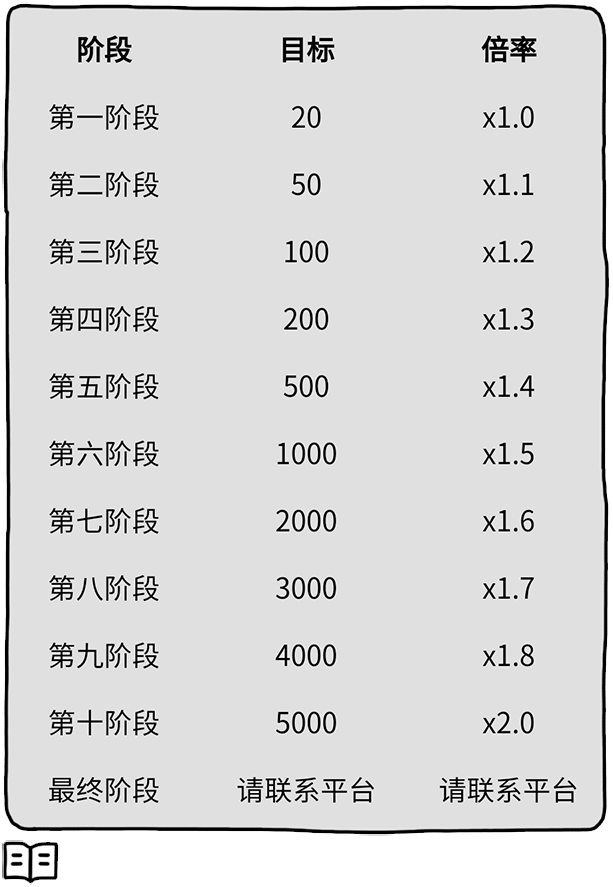 阶段 目标 倍率
第一阶段 20 x1.0
第二阶段 50 x1.1
第三阶段 100 x1.2
第四阶段 200 x1.3
第五阶段 500 x1.4
第六阶段 1000 x1.5
第七阶段 2000 x1.6
第八阶段 3000 x1.7
第九阶段 4000 x1.8
第十阶段 5000 x2.0
最终阶段 请联系平台 请联系平台